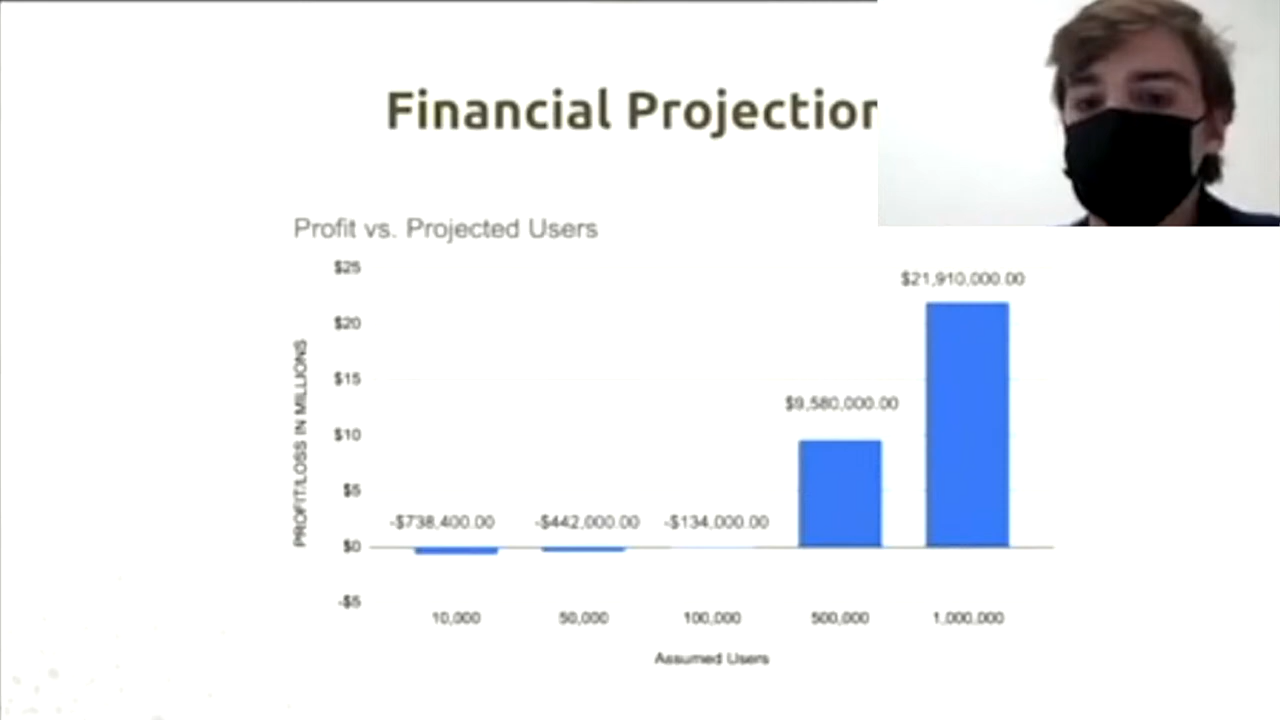 Financial Projection
Profit vs. Projected Users
$25
$21,910,000.00
$20
$15
$9,580,000.00
$10
$5
-$738,400.00 -$442,000.00 -$134,000.00
$0
-$5
PROFIT/LOSS IN MILLIONS
10,000 50,000 100,000 500,000 1,000,000
Assumed Users